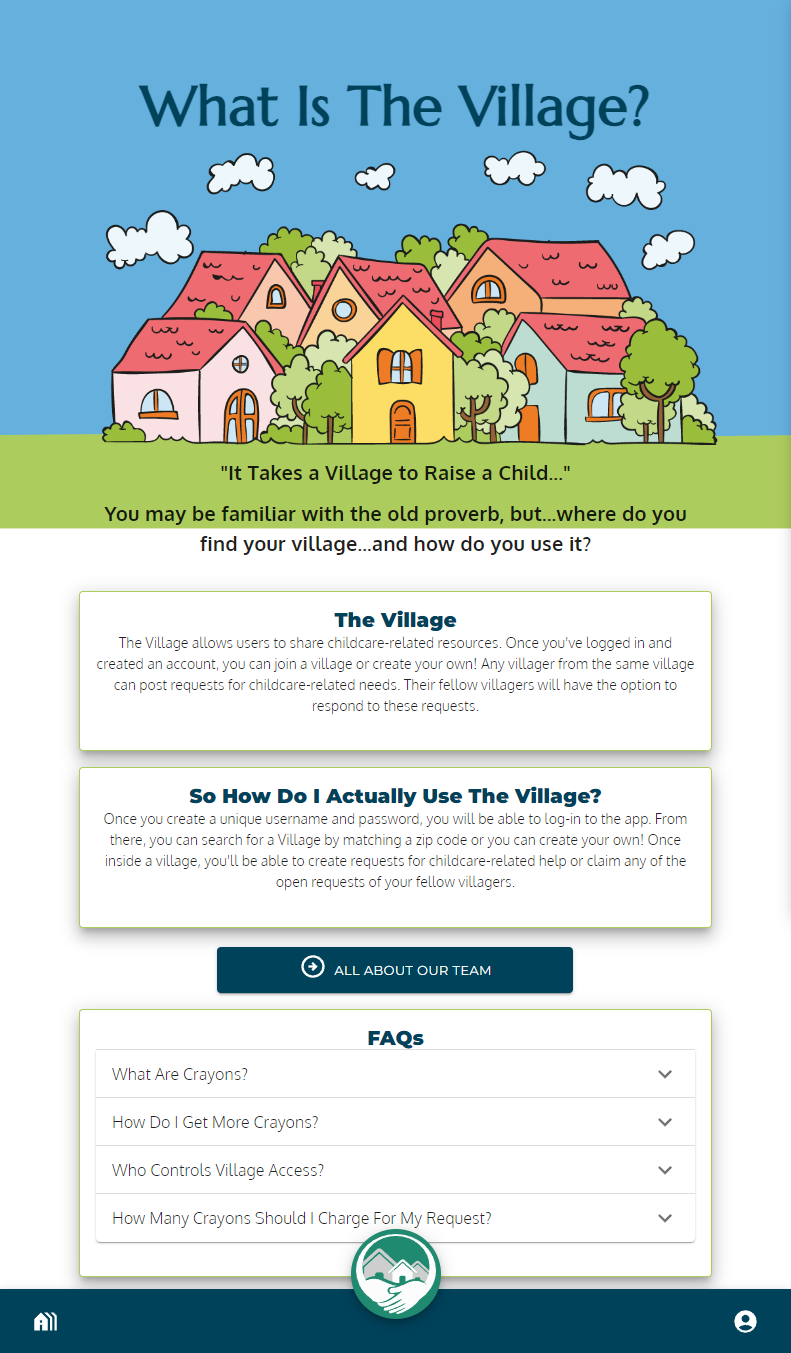 What Is The Village?
"It Takes a Village to Raise a Child..."
You may be familiar with the old proverb, but...where do you
find your village...and how do you use it?
The Village
The Village allows users to share childcare-related resources. Once you've logged in and
created an account, you can join a village or create your own! Any villager from the same village
can post requests for childcare-related needs. Their fellow villagers will have the option to
respond to these requests.
So How Do I Actually Use The Village?
Once you create a unique username and password, you will be able to log-in to the app. From
there, you can search for a Village by matching a zip code or you can create your own! Once
inside a village, you'll be able to create requests for childcare-related help or claim any of the
open requests of your fellow villagers.
ALL ABOUT OUR TEAM
FAQs
What Are Crayons?
How Do I Get More Crayons?
Who Controls Village Access?
How Many Crayons Should I Charge For My Request?